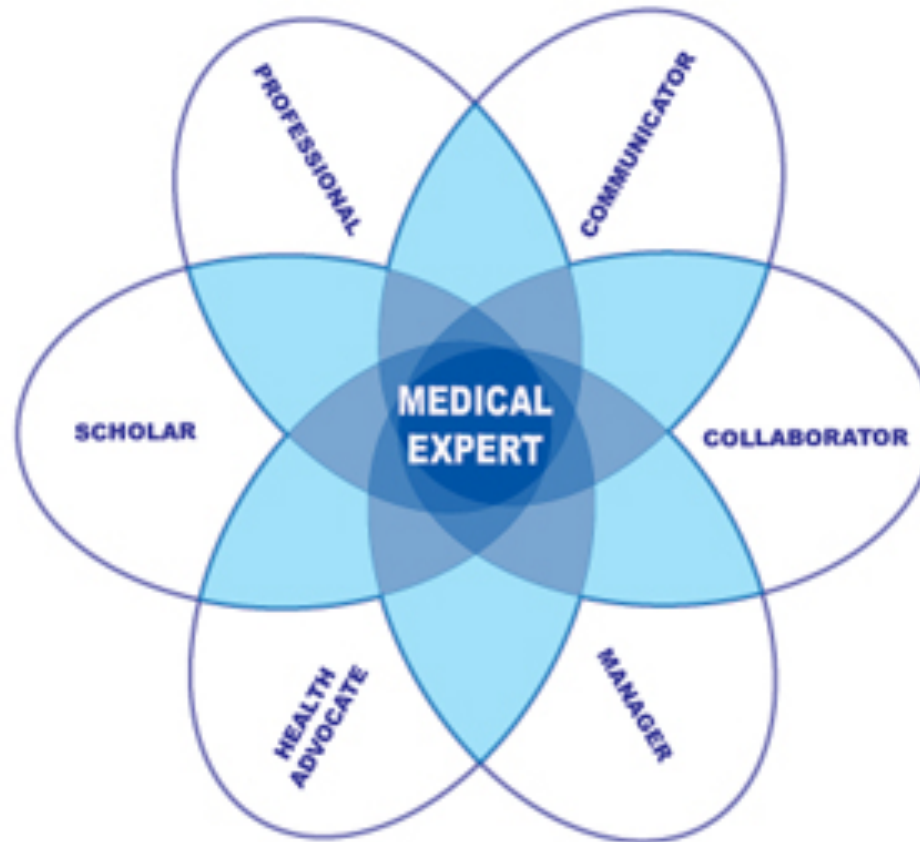 PROFESSIONAL
COMMUNICATOR
SCHOLAR
MEDICAL
EXPERT
COLLABORATOR
HEALTH
ADVOCATE
MANAGER